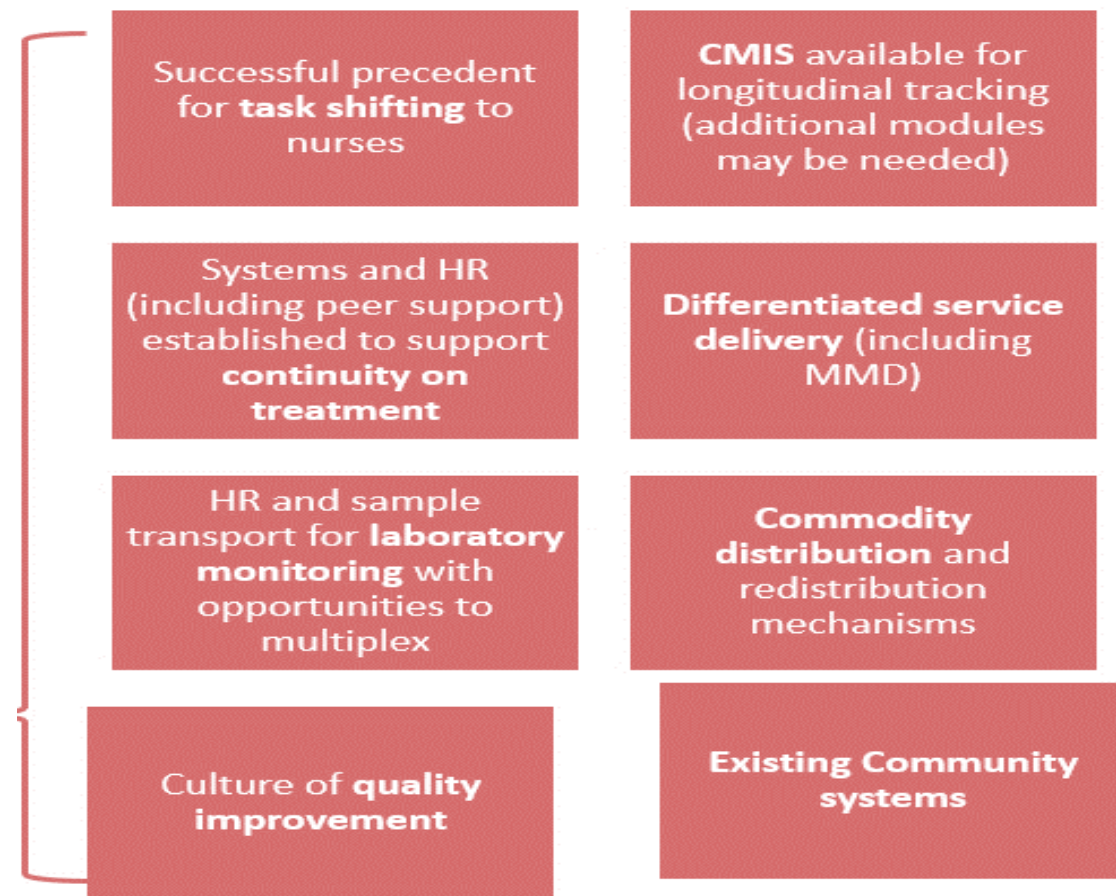 Successful precedent
for task shifting to
nurses
CMIS available for
longitudinal tracking
(additional modules
may be needed)
Systems and HR
(including peer support)
established to support
continuity on
treatment
Differentiated service
delivery (including
MMD)
HR and sample
transport for laboratory
monitoring with
opportunities to
multiplex
Commodity
distribution and
redistribution
mechanisms
Culture of quality
improvement
Existing Community
systems